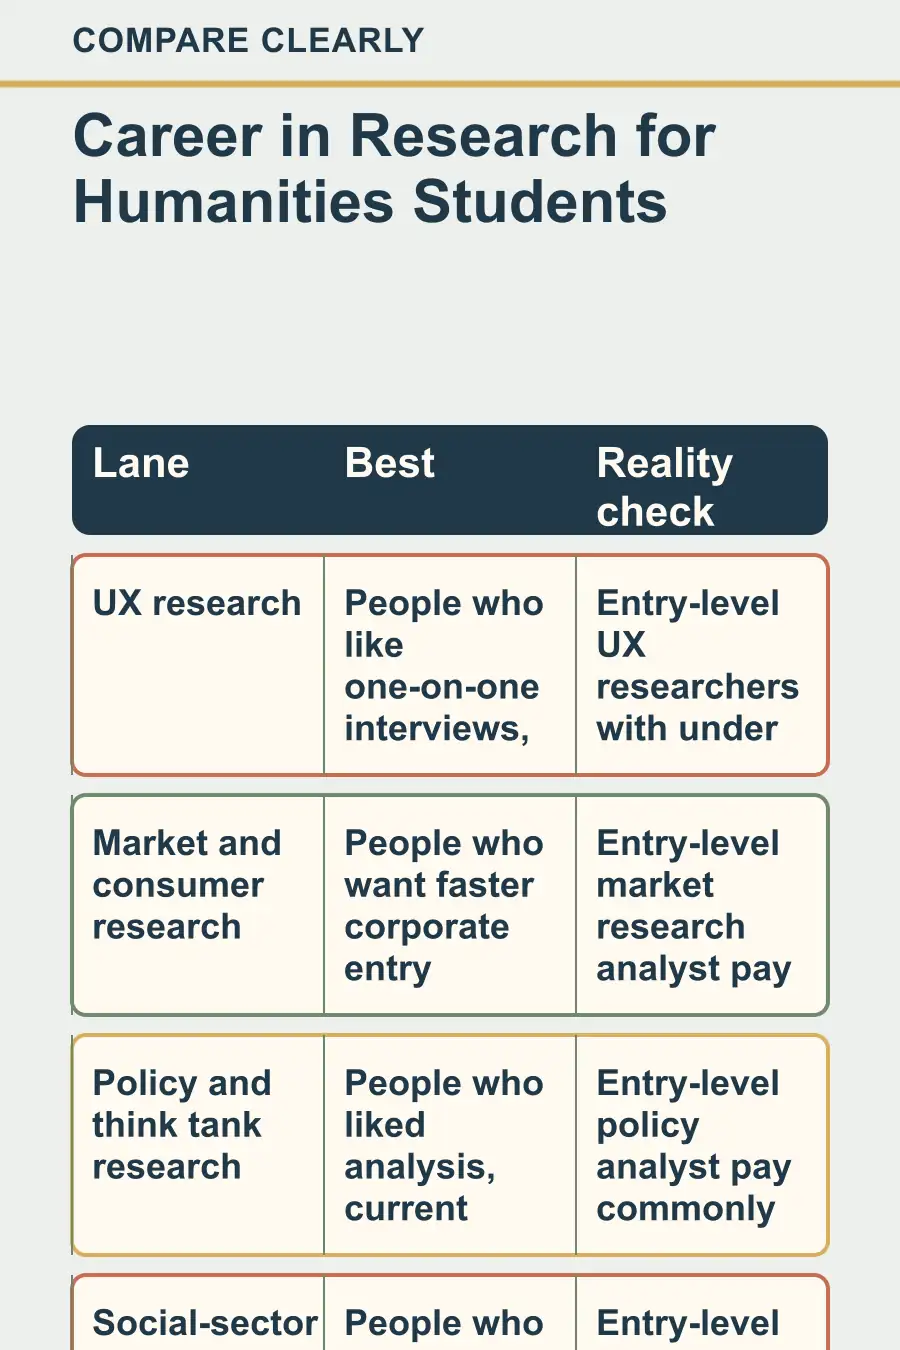 COMPARE CLEARLY
Career in Research for
Humanities Students
Lane
Best
Reality
check
UX research
People who
like
one-on-one
interviews,
Entry-level
UX
researchers
with under
Market and
consumer
research
People who
want faster
corporate
entry
Entry-level
market
research
analyst pay
Policy and
think tank
research
People who
liked
analysis,
current
Entry-level
policy
analyst pay
commonly
Social-sector
People who
Entry-level